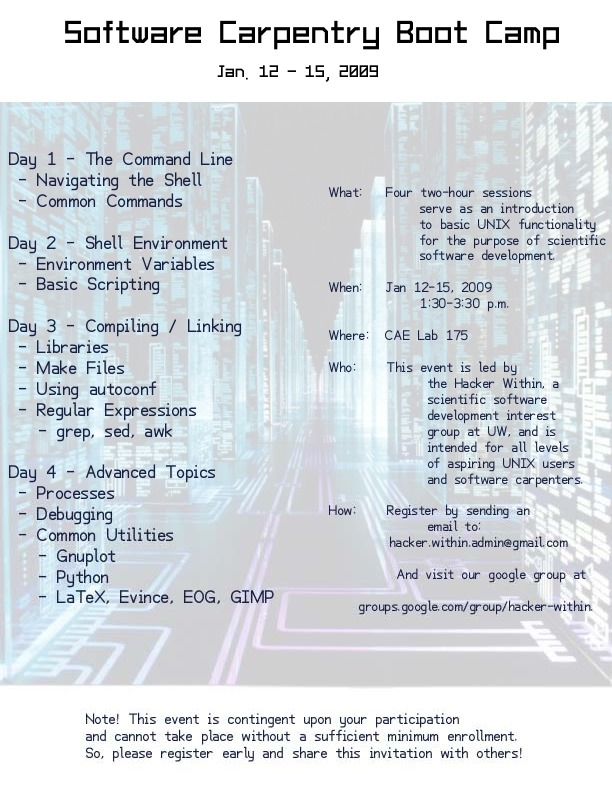 Software Carpentry Boot Camp
Jan. 12 - 15, 2009
Day 1 - The Command Line
- Navigating the Shell
- Common Commands
Day 2 - Shell Environment
- Environment Variables
- Basic Scripting
Day 3 - Compiling / Linking
- Libraries
- Make Files
- Using autoconf
- Regular Expressions
- grep, sed, awk
Day 4 - Advanced Topics
- Processes
- Debugging
- Common Utilities
- Gnuplot
- Python
- LaTeX, Evince, EOG, GIMP
What: Four two-hour sessions
serve as an introduction
to basic UNIX functionality
for the purpose of scientific
software development.
When: Jan 12-15, 2009
1:30-3:30 p.m.
Where: CAE Lab 175
Who: This event is led by
the Hacker Within, a
scientific software
development interest
group at UW, and is
intended for all levels
of aspiring UNIX users
and software carpenters.
How: Register by sending an
email to:
hacker.within.admin@gmail.com
And visit our google group at
groups.google.com/group/hacker-within.
Note! This event is contingent upon your participation
and cannot take place without a sufficient minimum enrollment.
So, please register early and share this invitation with others!